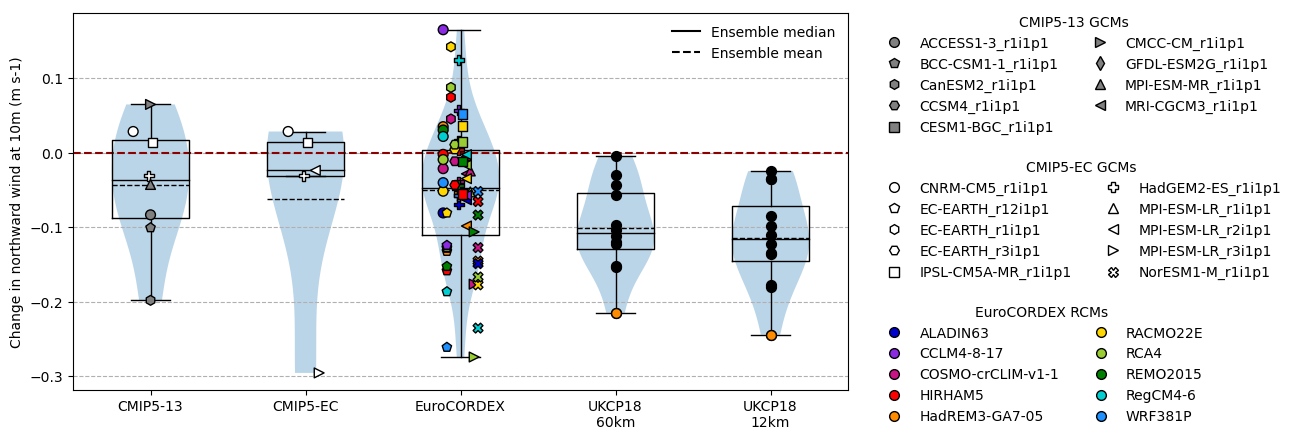 Change in northward wind at 10m (m s-1)
0.1
0.0
−0.1
−0.2
−0.3
Ensemble median
Ensemble mean
CMIP5-13
CMIP5-EC
EuroCORDEX
UKCP18
60km
UKCP18
12km
CMIP5-13 GCMs
ACCESS1-3_r1i1p1
BCC-CSM1-1_r1i1p1
CanESM2_r1i1p1
CCSM4_r1i1p1
CESM1-BGC_r1i1p1
CMCC-CM_r1i1p1
GFDL-ESM2G_r1i1p1
MPI-ESM-MR_r1i1p1
MRI-CGCM3_r1i1p1
CMIP5-EC GCMs
CNRM-CM5_r1i1p1
EC-EARTH_r12i1p1
EC-EARTH_r1i1p1
EC-EARTH_r3i1p1
IPSL-CM5A-MR_r1i1p1
HadGEM2-ES_r1i1p1
MPI-ESM-LR_r1i1p1
MPI-ESM-LR_r2i1p1
MPI-ESM-LR_r3i1p1
NorESM1-M_r1i1p1
EuroCORDEX RCMs
ALADIN63
CCLM4-8-17
COSMO-crCLIM-v1-1
HIRHAM5
HadREM3-GA7-05
RACMO22E
RCA4
REMO2015
RegCM4-6
WRF381P